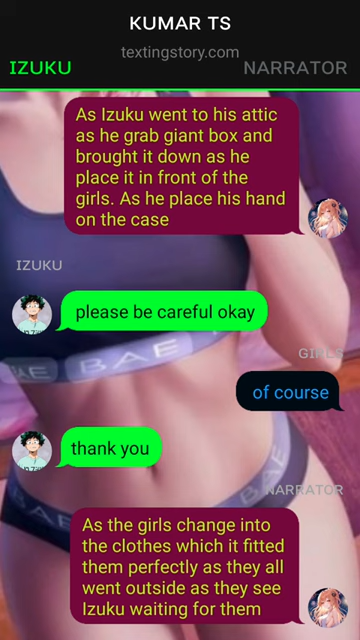 KUMAR TS
textingstory.com
IZUKU
NARRATOR
As Izuku went to his attic
as he grab giant box and
brought it down as he
place it in front of the
girls. As he place his hand
on the case
IZUKU
please be careful okay
GIRLS
of course
BAE
thank you
NARRATOR
BAE
As the girls change into
the clothes which it fitted
them perfectly as they all
went outside as they see
Izuku waiting for them